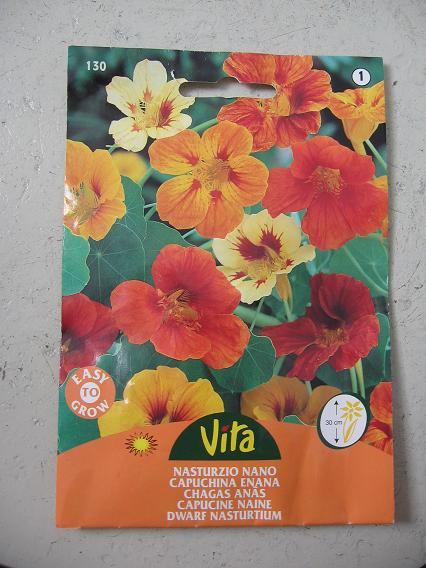 130
1
EASY
TO
GROW
Vita
30 cm
NASTURZIO NANO
CAPUCHINA ENANA
CHAGAS ANÃS
CAPUCINE NAINE
DWARF NASTURTIUM